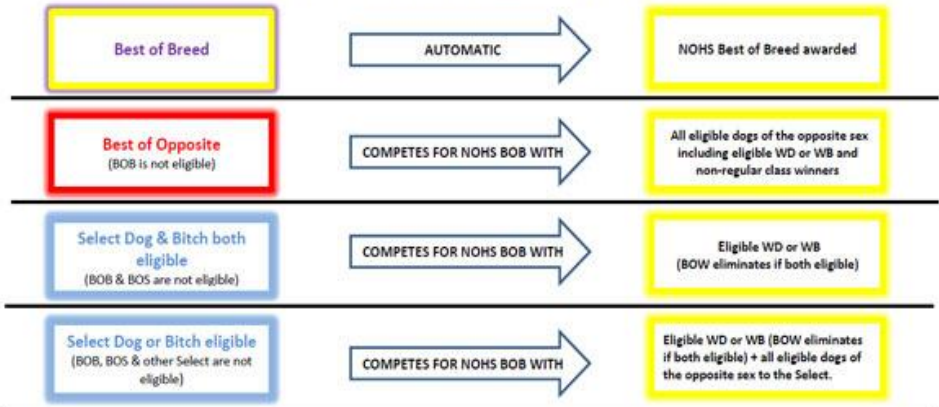 Best of Breed
AUTOMATIC
NOHS Best of Breed awarded
Best of Opposite
(BOB is not eligible)
COMPETES FOR NOHS BOB WITH
All eligible dogs of the opposite sex
including eligible WD or WB and
non-regular class winners
Select Dog & Bitch both
eligible
(BOB & BOS are not eligible)
COMPETES FOR NOHS BOB WITH
Eligible WD or WB
(BOW eliminates if both eligible)
Select Dog or Bitch eligible
(BOB, BOS & other Select are not
eligible)
COMPETES FOR NOHS BOB WITH
Eligible WD or WB (BOW eliminates
if both eligible) + all eligible dogs of
the opposite sex to the Select.